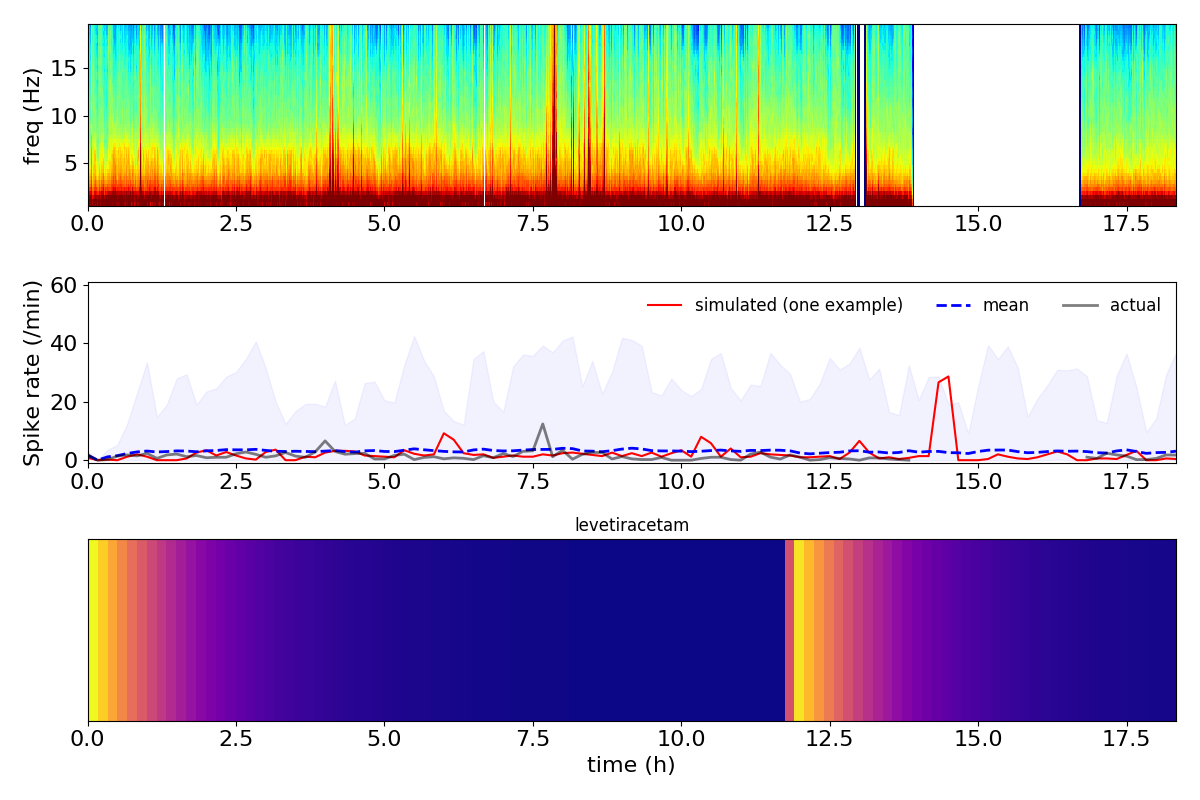 freq (Hz)
15
10
5
0.0 2.5 5.0 7.5 10.0 12.5 15.0 17.5
Spike rate (/min)
60
40
20
0
simulated (one example) mean actual
0.0 2.5 5.0 7.5 10.0 12.5 15.0 17.5
levetiracetam
0.0 2.5 5.0 7.5 10.0 12.5 15.0 17.5
time (h)